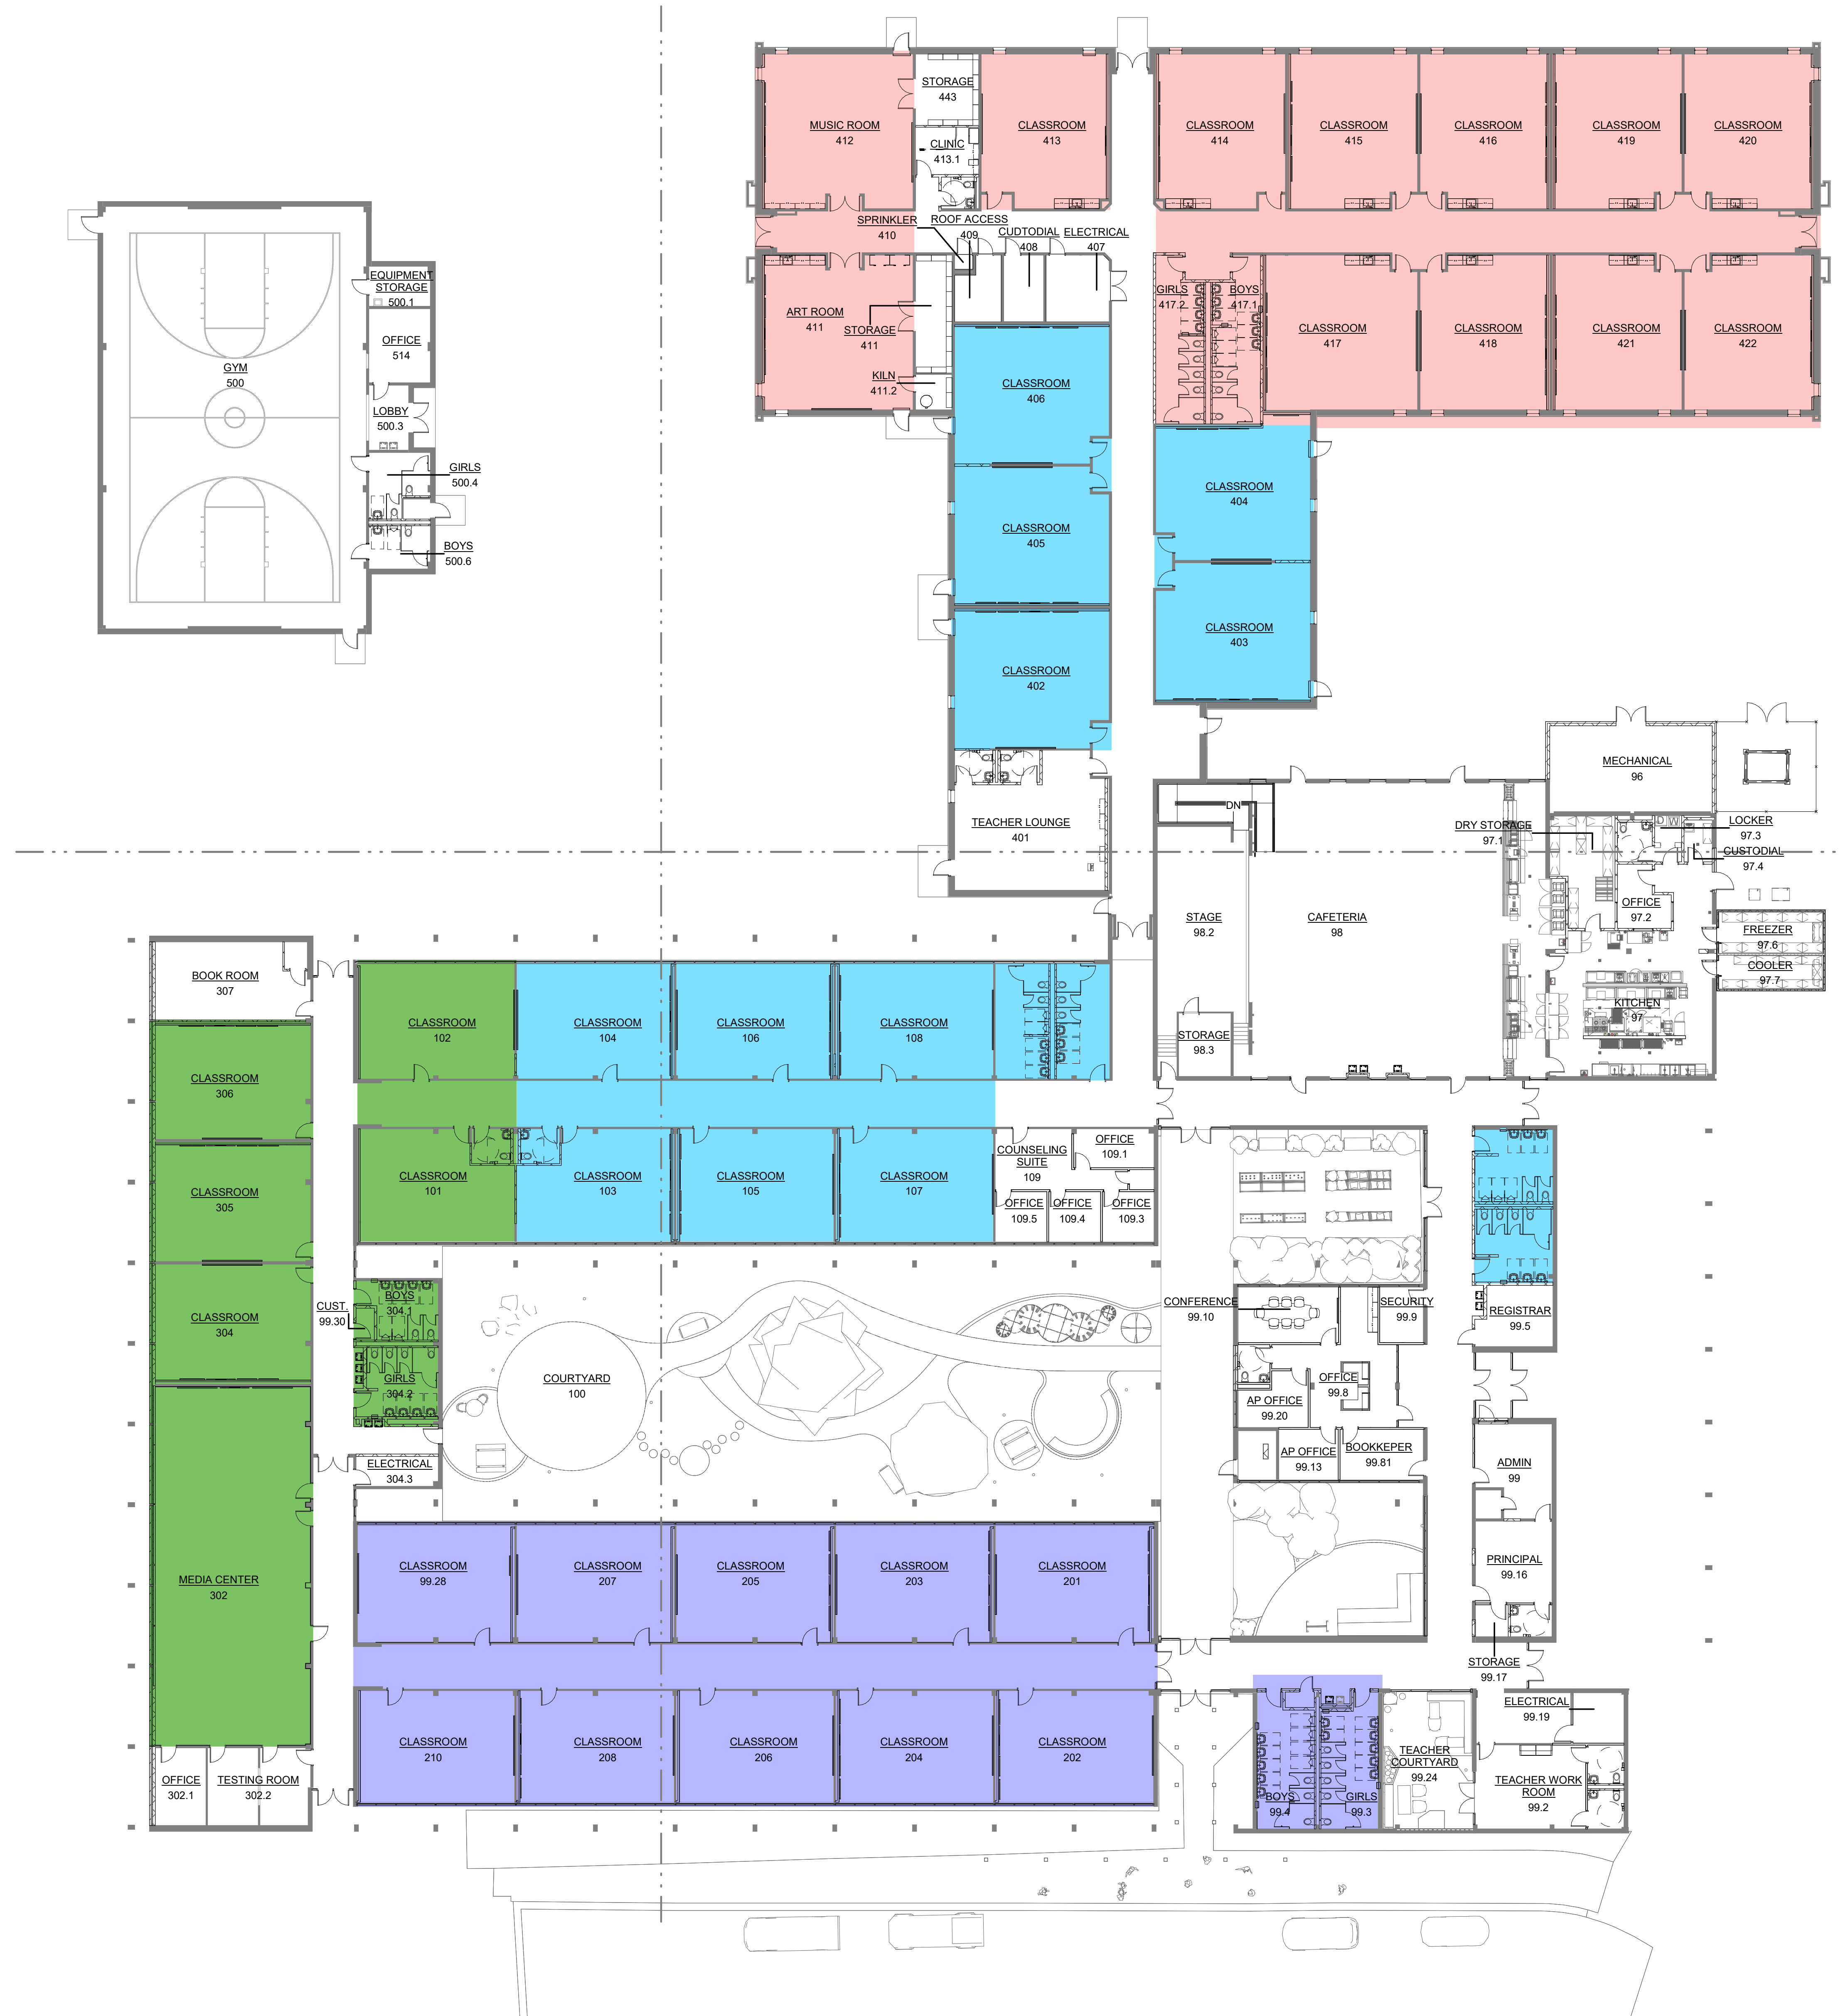 STORAGE
443
MUSIC ROOM
412
CLASSROOM
413
CLASSROOM
414
CLASSROOM
415
CLASSROOM
416
CLASSROOM
419
CLASSROOM
420
CLINIC
413.1
SPRINKLER
410
ROOF ACCESS
409
CUDTODIAL
408
ELECTRICAL
407
EQUIPMENT
STORAGE
500.1
GIRLS
417.2
BOYS
417.1
ART ROOM
411
STORAGE
411
CLASSROOM
417
CLASSROOM
418
CLASSROOM
421
CLASSROOM
422
OFFICE
514
GYM
500
KILN
411.2
CLASSROOM
406
LOBBY
500.3
GIRLS
500.4
CLASSROOM
404
CLASSROOM
405
BOYS
500.6
CLASSROOM
403
CLASSROOM
402
MECHANICAL
96
DN
TEACHER LOUNGE
401
DRY STORAGE
97.1
D W
LOCKER
97.3
CUSTODIAL
97.4
OFFICE
97.2
STAGE
98.2
CAFETERIA
98
FREEZER
97.6
COOLER
97.7
BOOK ROOM
307
KITCHEN
97
CLASSROOM
102
CLASSROOM
104
CLASSROOM
106
CLASSROOM
108
STORAGE
98.3
CLASSROOM
306
COUNSELING
SUITE
109
OFFICE
109.1
CLASSROOM
101
CLASSROOM
103
CLASSROOM
105
CLASSROOM
107
CLASSROOM
305
OFFICE
109.5
OFFICE
109.4
OFFICE
109.3
BOYS
304.1
CUST.
99.30
CLASSROOM
304
CONFERENCE
99.10
SECURITY
99.9
REGISTRAR
99.5
GIRLS
304.2
COURTYARD
100
OFFICE
99.8
AP OFFICE
99.20
AP OFFICE
99.13
BOOKKEPER
99.81
ELECTRICAL
304.3
ADMIN
99
MEDIA CENTER
302
CLASSROOM
99.28
CLASSROOM
207
CLASSROOM
205
CLASSROOM
203
CLASSROOM
201
PRINCIPAL
99.16
STORAGE
99.17
ELECTRICAL
99.19
CLASSROOM
210
CLASSROOM
208
CLASSROOM
206
CLASSROOM
204
CLASSROOM
202
TEACHER
COURTYARD
99.24
OFFICE
302.1
TESTING ROOM
302.2
BOYS
99.4
GIRLS
99.3
TEACHER WORK
ROOM
99.2